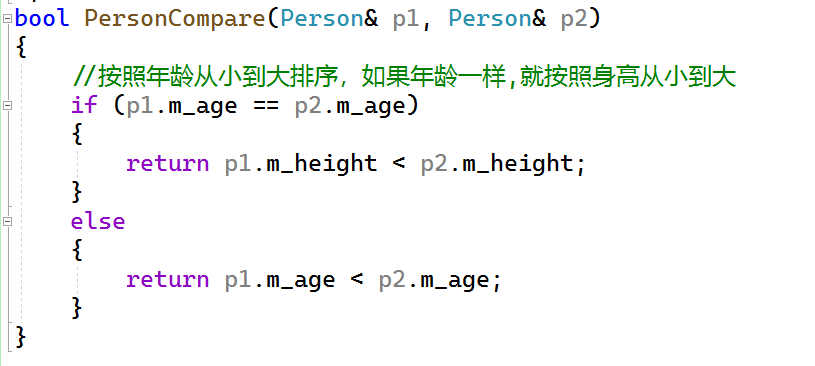 bool PersonCompare(Person& p1, Person& p2)
{
//按照年龄从小到大排序，如果年龄一样,就按照身高从小到大
if (p1.m_age == p2.m_age)
{
return p1.m_height < p2.m_height;
}
else
{
return p1.m_age < p2.m_age;
}
}